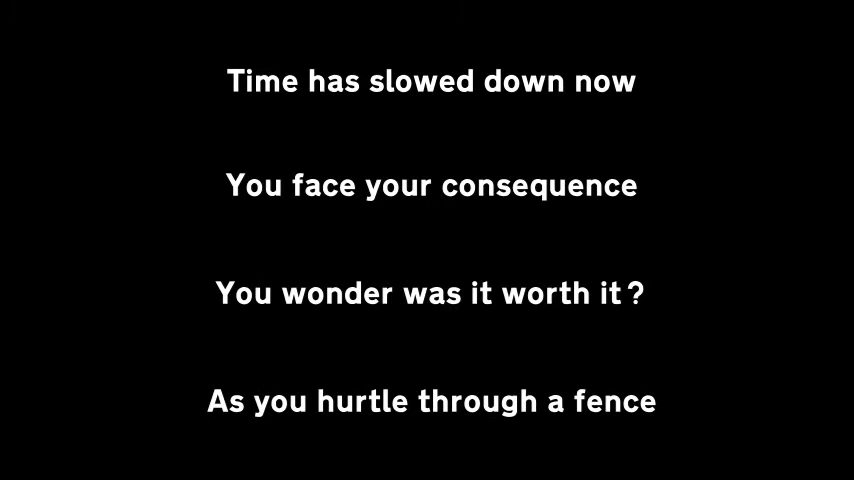 Time has slowed down now
You face your consequence
You wonder was it worth it?
As you hurtle through a fence